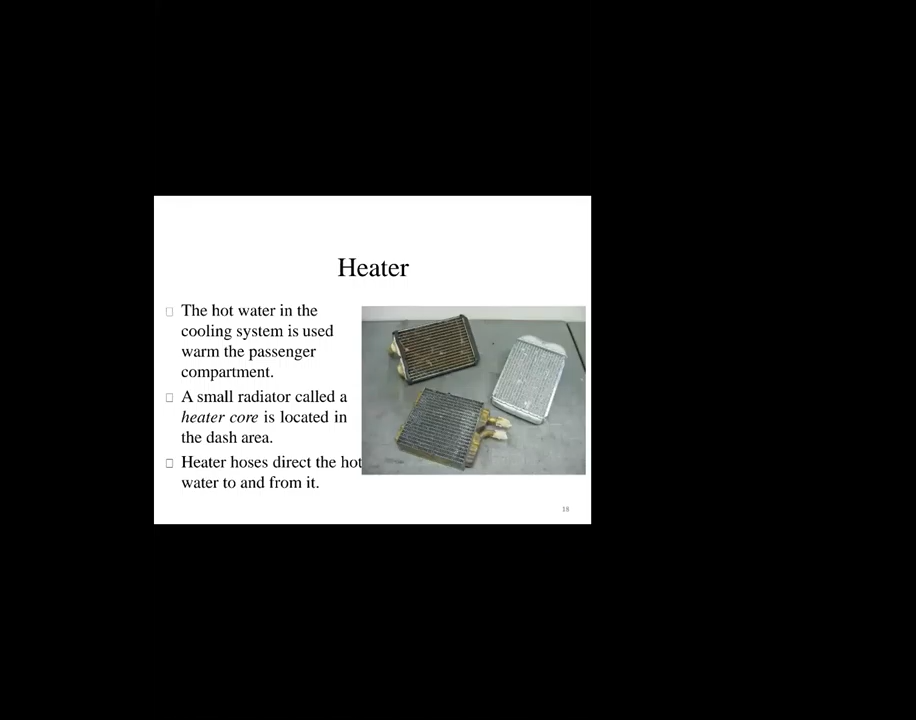 Heater
The hot water in the
cooling system is used
warm the passenger
compartment.
A small radiator called a
heater core is located in
the dash area.
Heater hoses direct the hot
water to and from it.
18